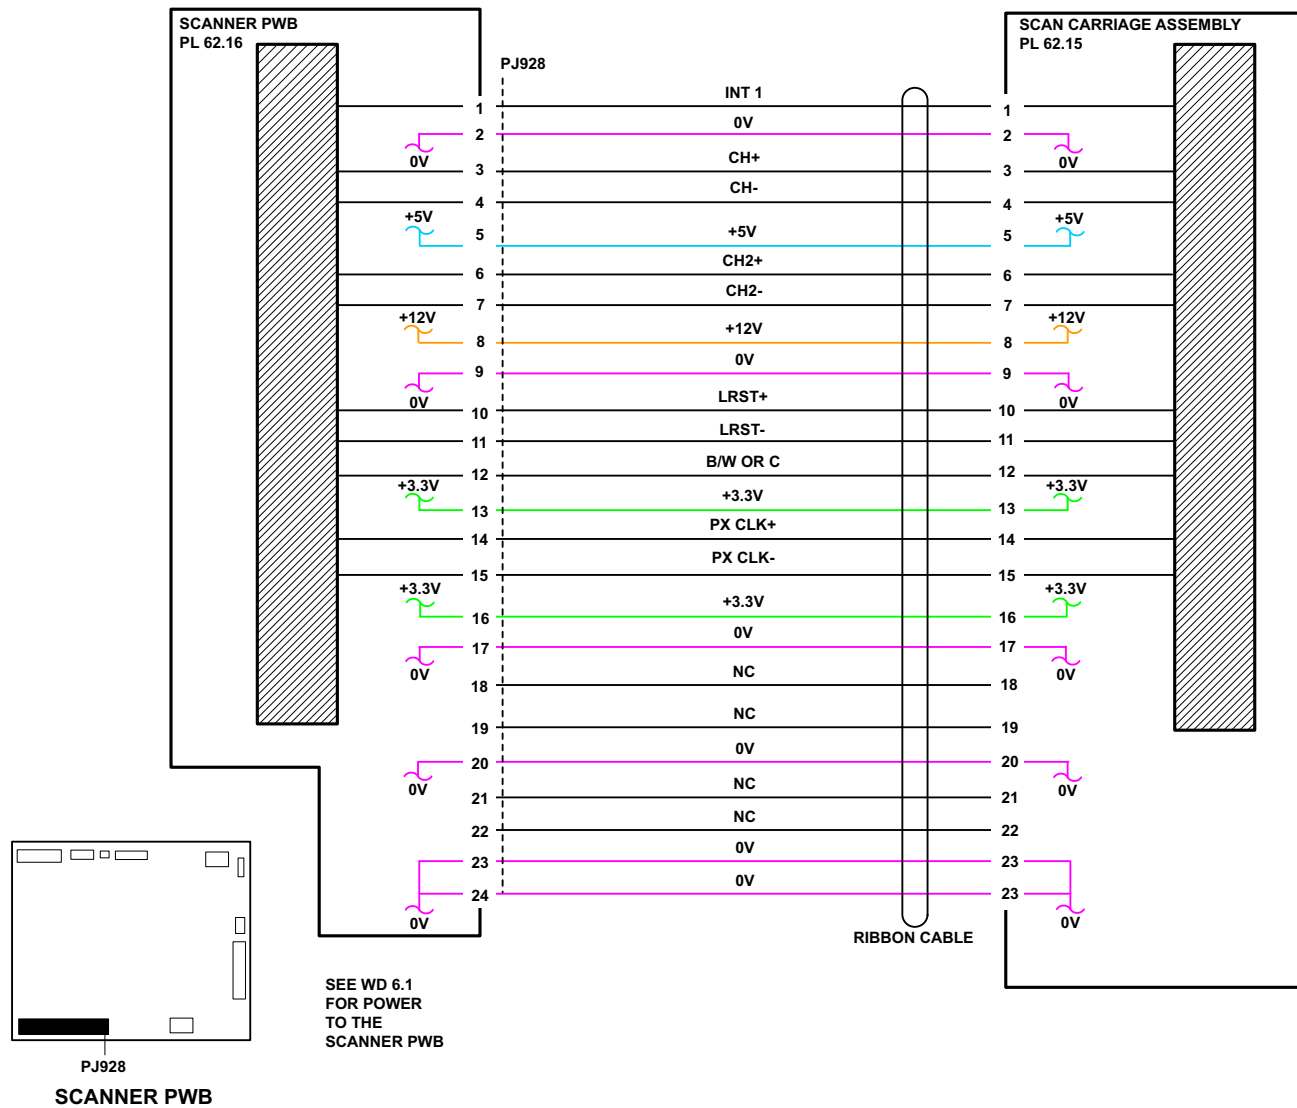 SCANNER PWB
PL 62.16
SCAN CARRIAGE ASSEMBLY
PL 62.15
PJ928
1 INT 1 1
2 0V 2
0V 0V
3 CH+ 3
4 CH- 4
+5V +5V
5 +5V 5
6 CH2+ 6
7 CH2- 7
+12V +12V
8 +12V 8
9 0V 9
0V 0V
10 LRST+ 10
11 LRST- 11
12 B/W OR C 12
+3.3V +3.3V
13 +3.3V 13
14 PX CLK+ 14
15 PX CLK- 15
+3.3V +3.3V
16 +3.3V 16
17 0V 17
0V 0V
18 NC 18
19 NC 19
20 0V 20
0V 0V
21 NC 21
22 NC 22
23 0V 23
24 0V 23
0V 0V
RIBBON CABLE
SEE WD 6.1
FOR POWER
TO THE
SCANNER PWB
PJ928
SCANNER PWB